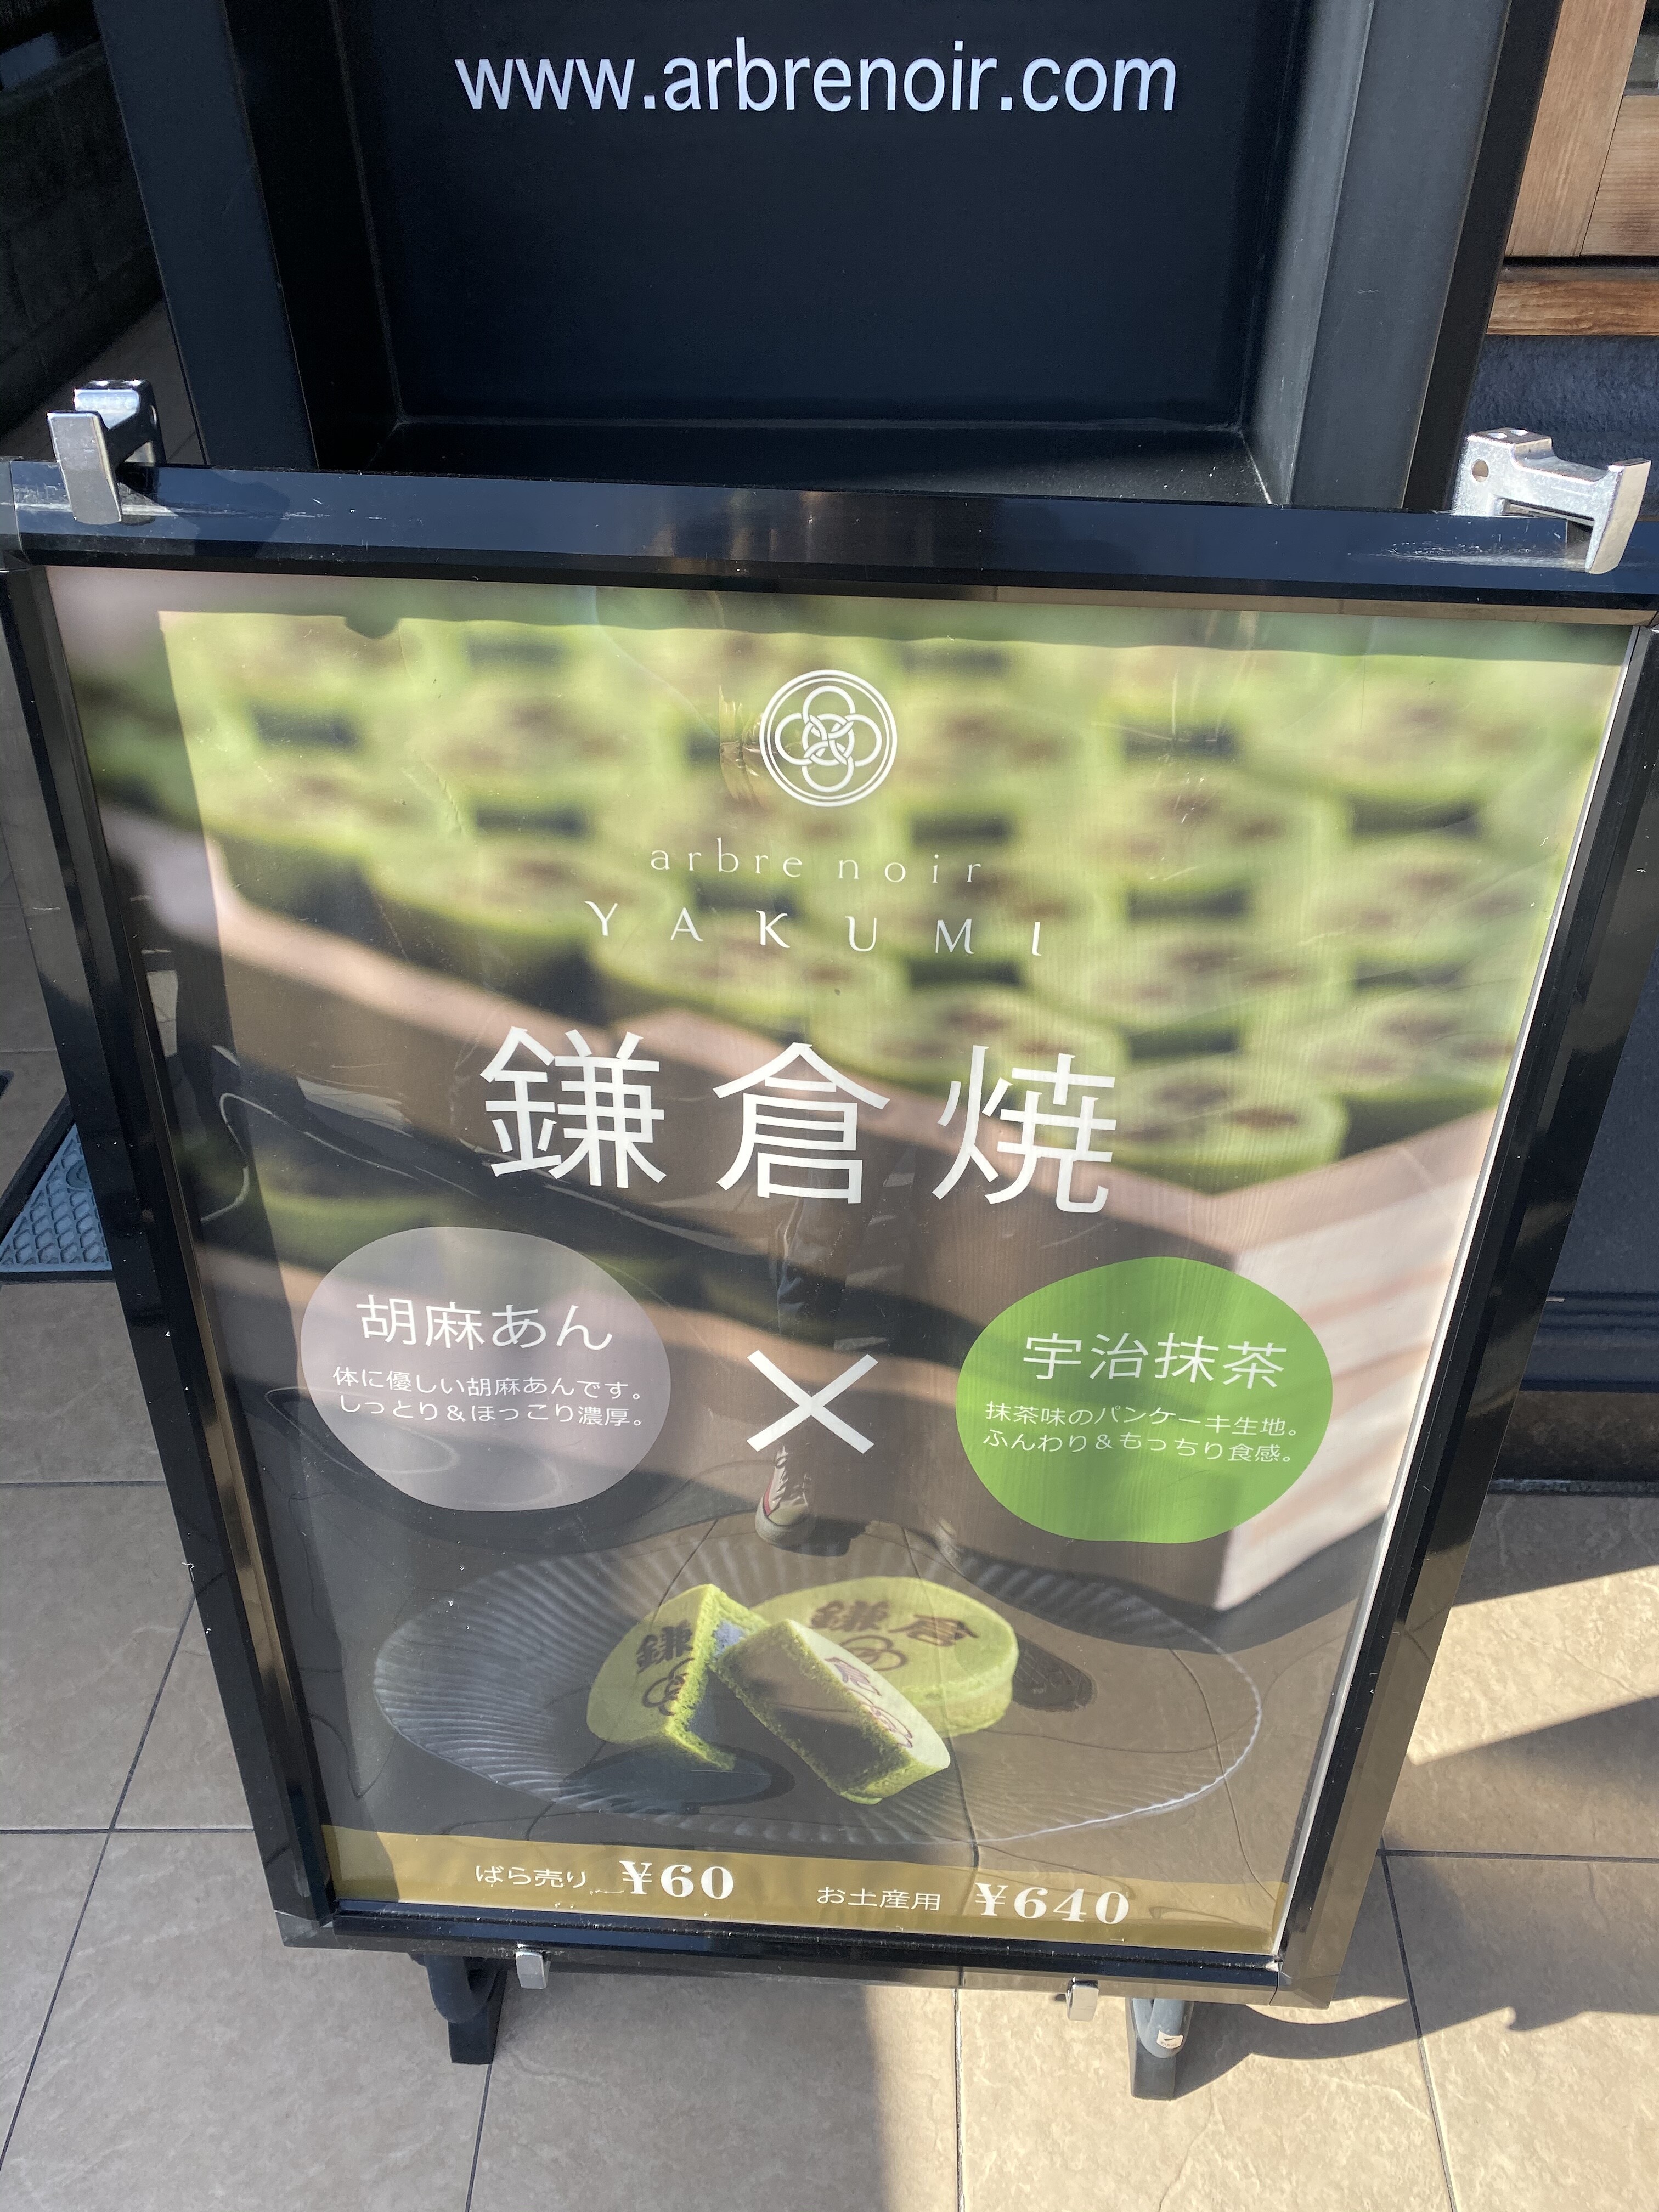 www.arbrenoir.com
arbre noir
YAKUMI
鎌倉焼
胡麻あん
体に優しい胡麻あんです。
しっとり＆ほっこり濃厚。
×
宇治抹茶
抹茶味のパンケーキ生地。
ふんわり＆もっちり食感。
鎌
鎌倉
倉
ばら売り ¥60 お土産用 ¥640